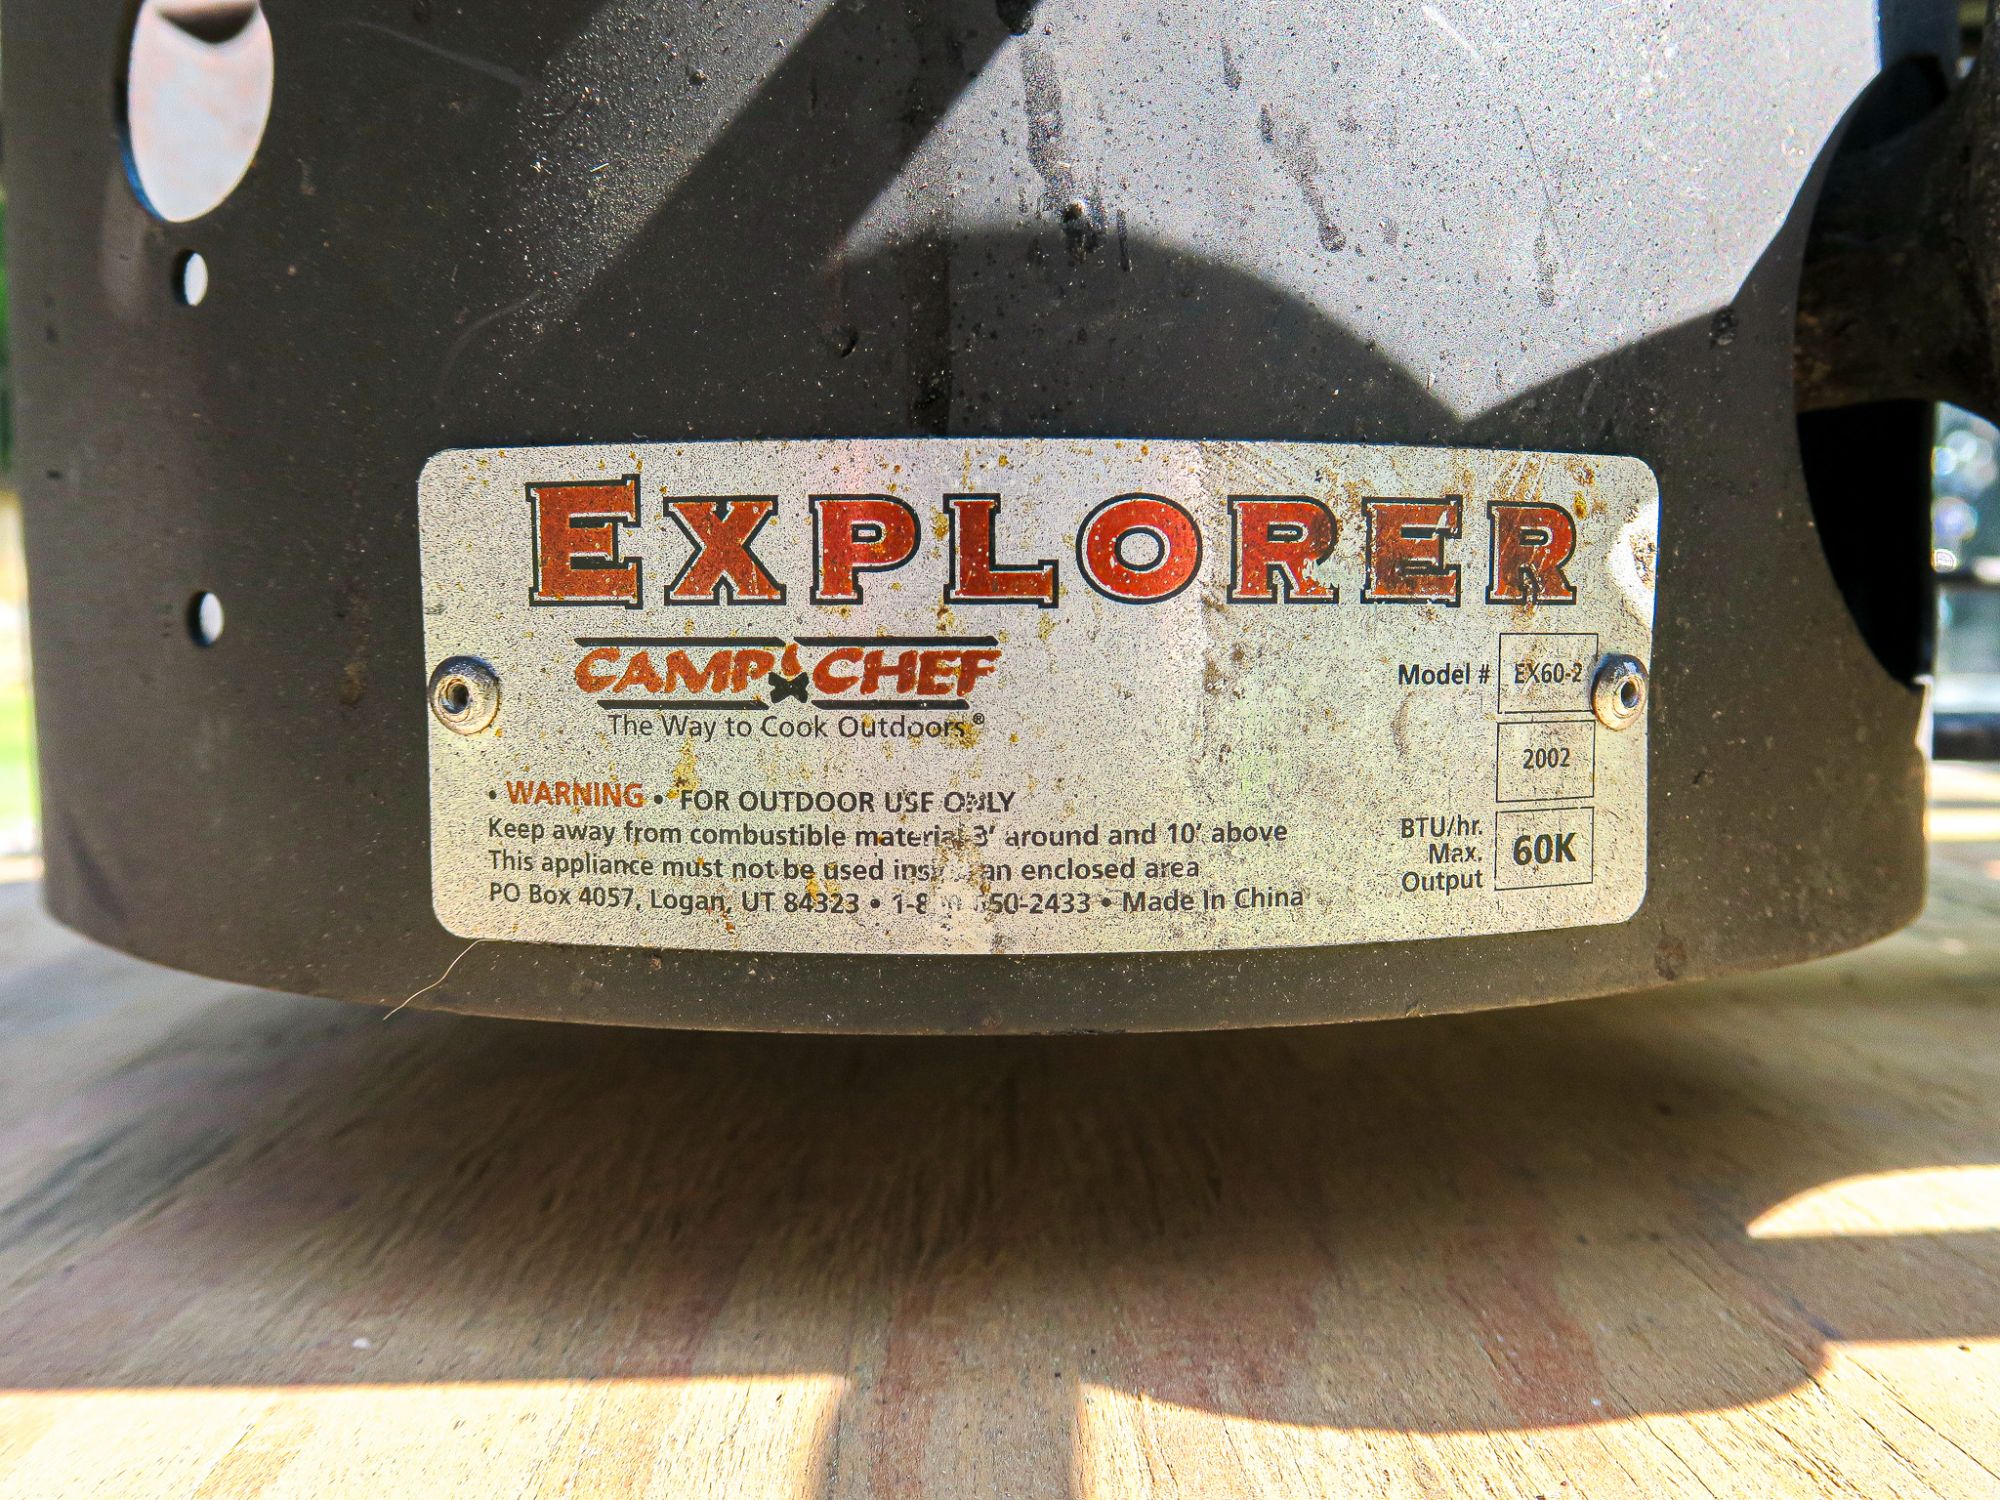 EXPLORER
CAMP CHEF
The Way to Cook Outdoors®
Model # EX60-2
2002
• WARNING • FOR OUTDOOR USE ONLY
Keep away from combustible material 3' around and 10' above
This appliance must not be used an enclosed area
PO Box 4057, Logan, UT 84323 • • Made In China
BTU/hr.
Max. 60K
Output